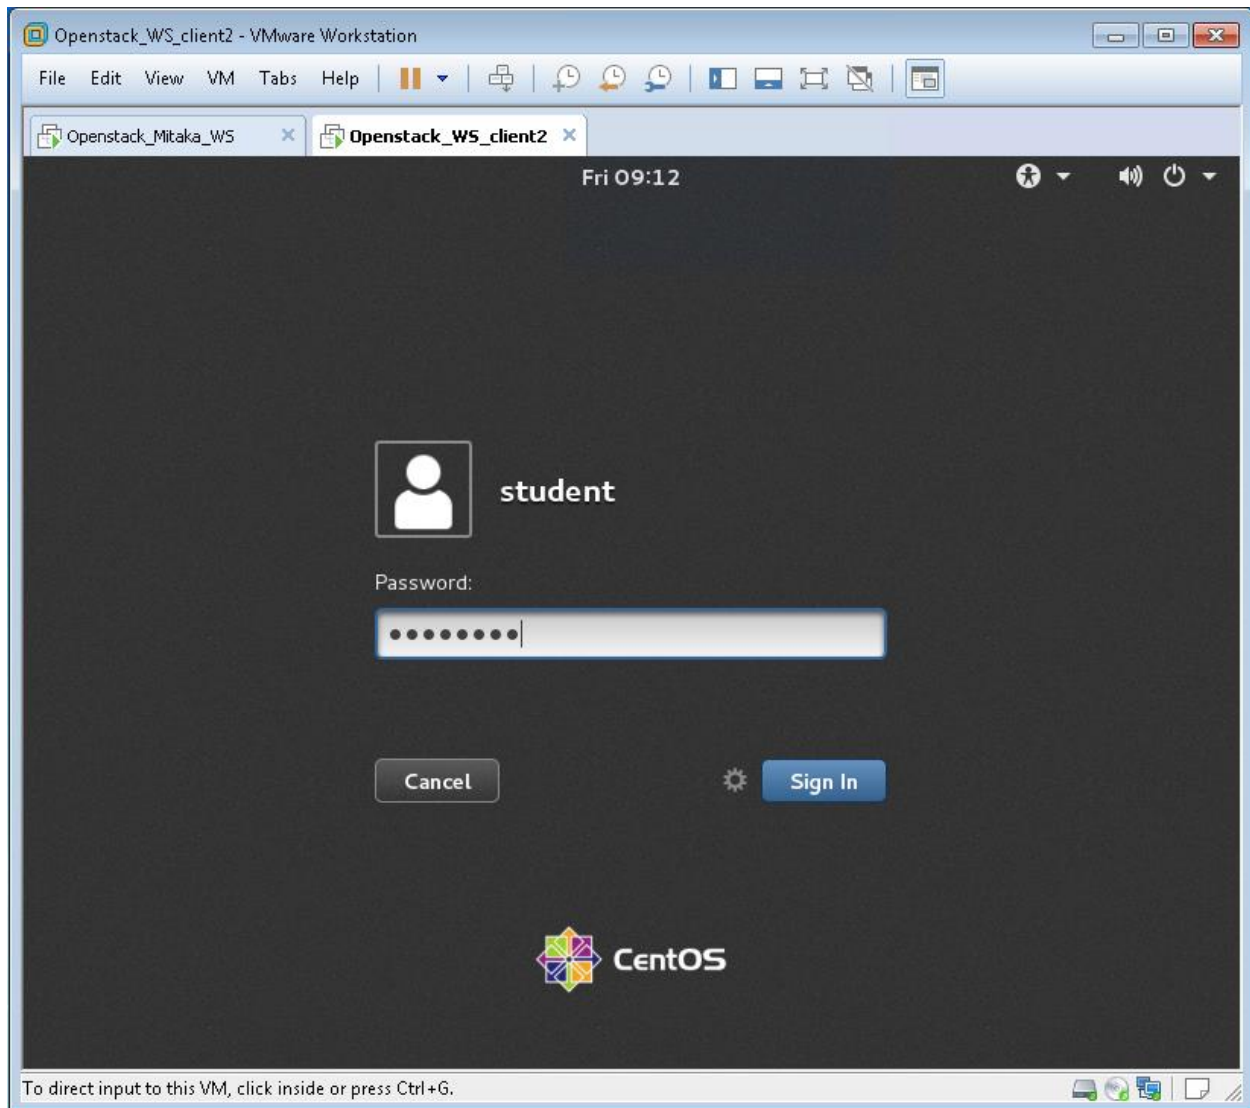 Openstack_WS_client2 - VMware Workstation
File Edit View VM Tabs Help
Openstack_Mitaka_WS Openstack_WS_client2
Fri 09:12
student
Password:
Cancel Sign In
CentOS
To direct input to this VM, click inside or press Ctrl+G.